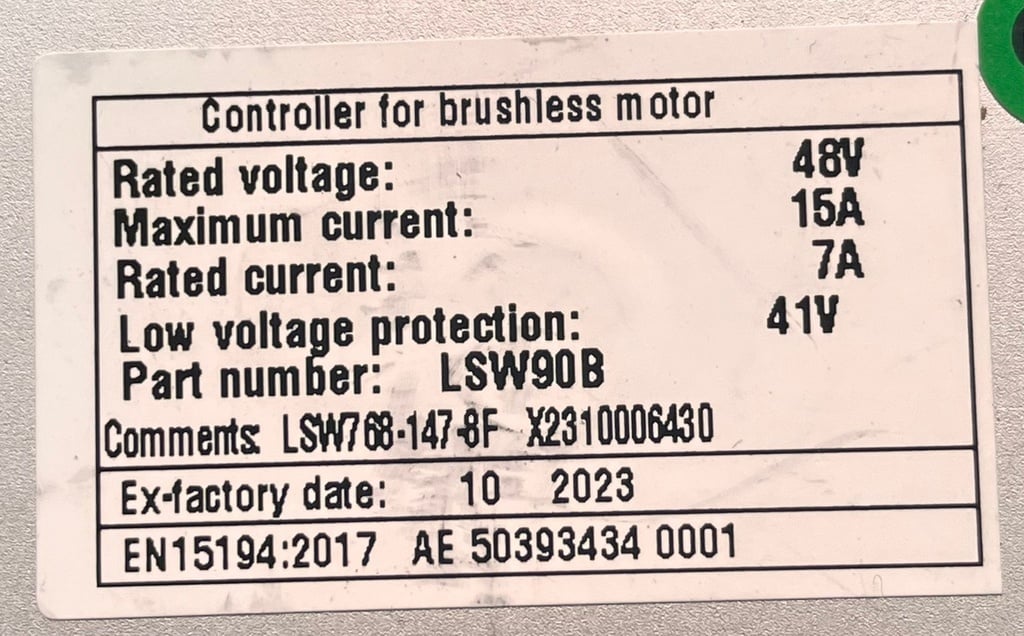 Controller for brushless motor
Rated voltage: 48V
Maximum current: 15A
Rated current: 7A
Low voltage protection: 41V
Part number: LSW90B
Comments: LSW768-147-8F X2310006430
Ex-factory date: 10 2023
EN15194:2017 AE 50393434 0001